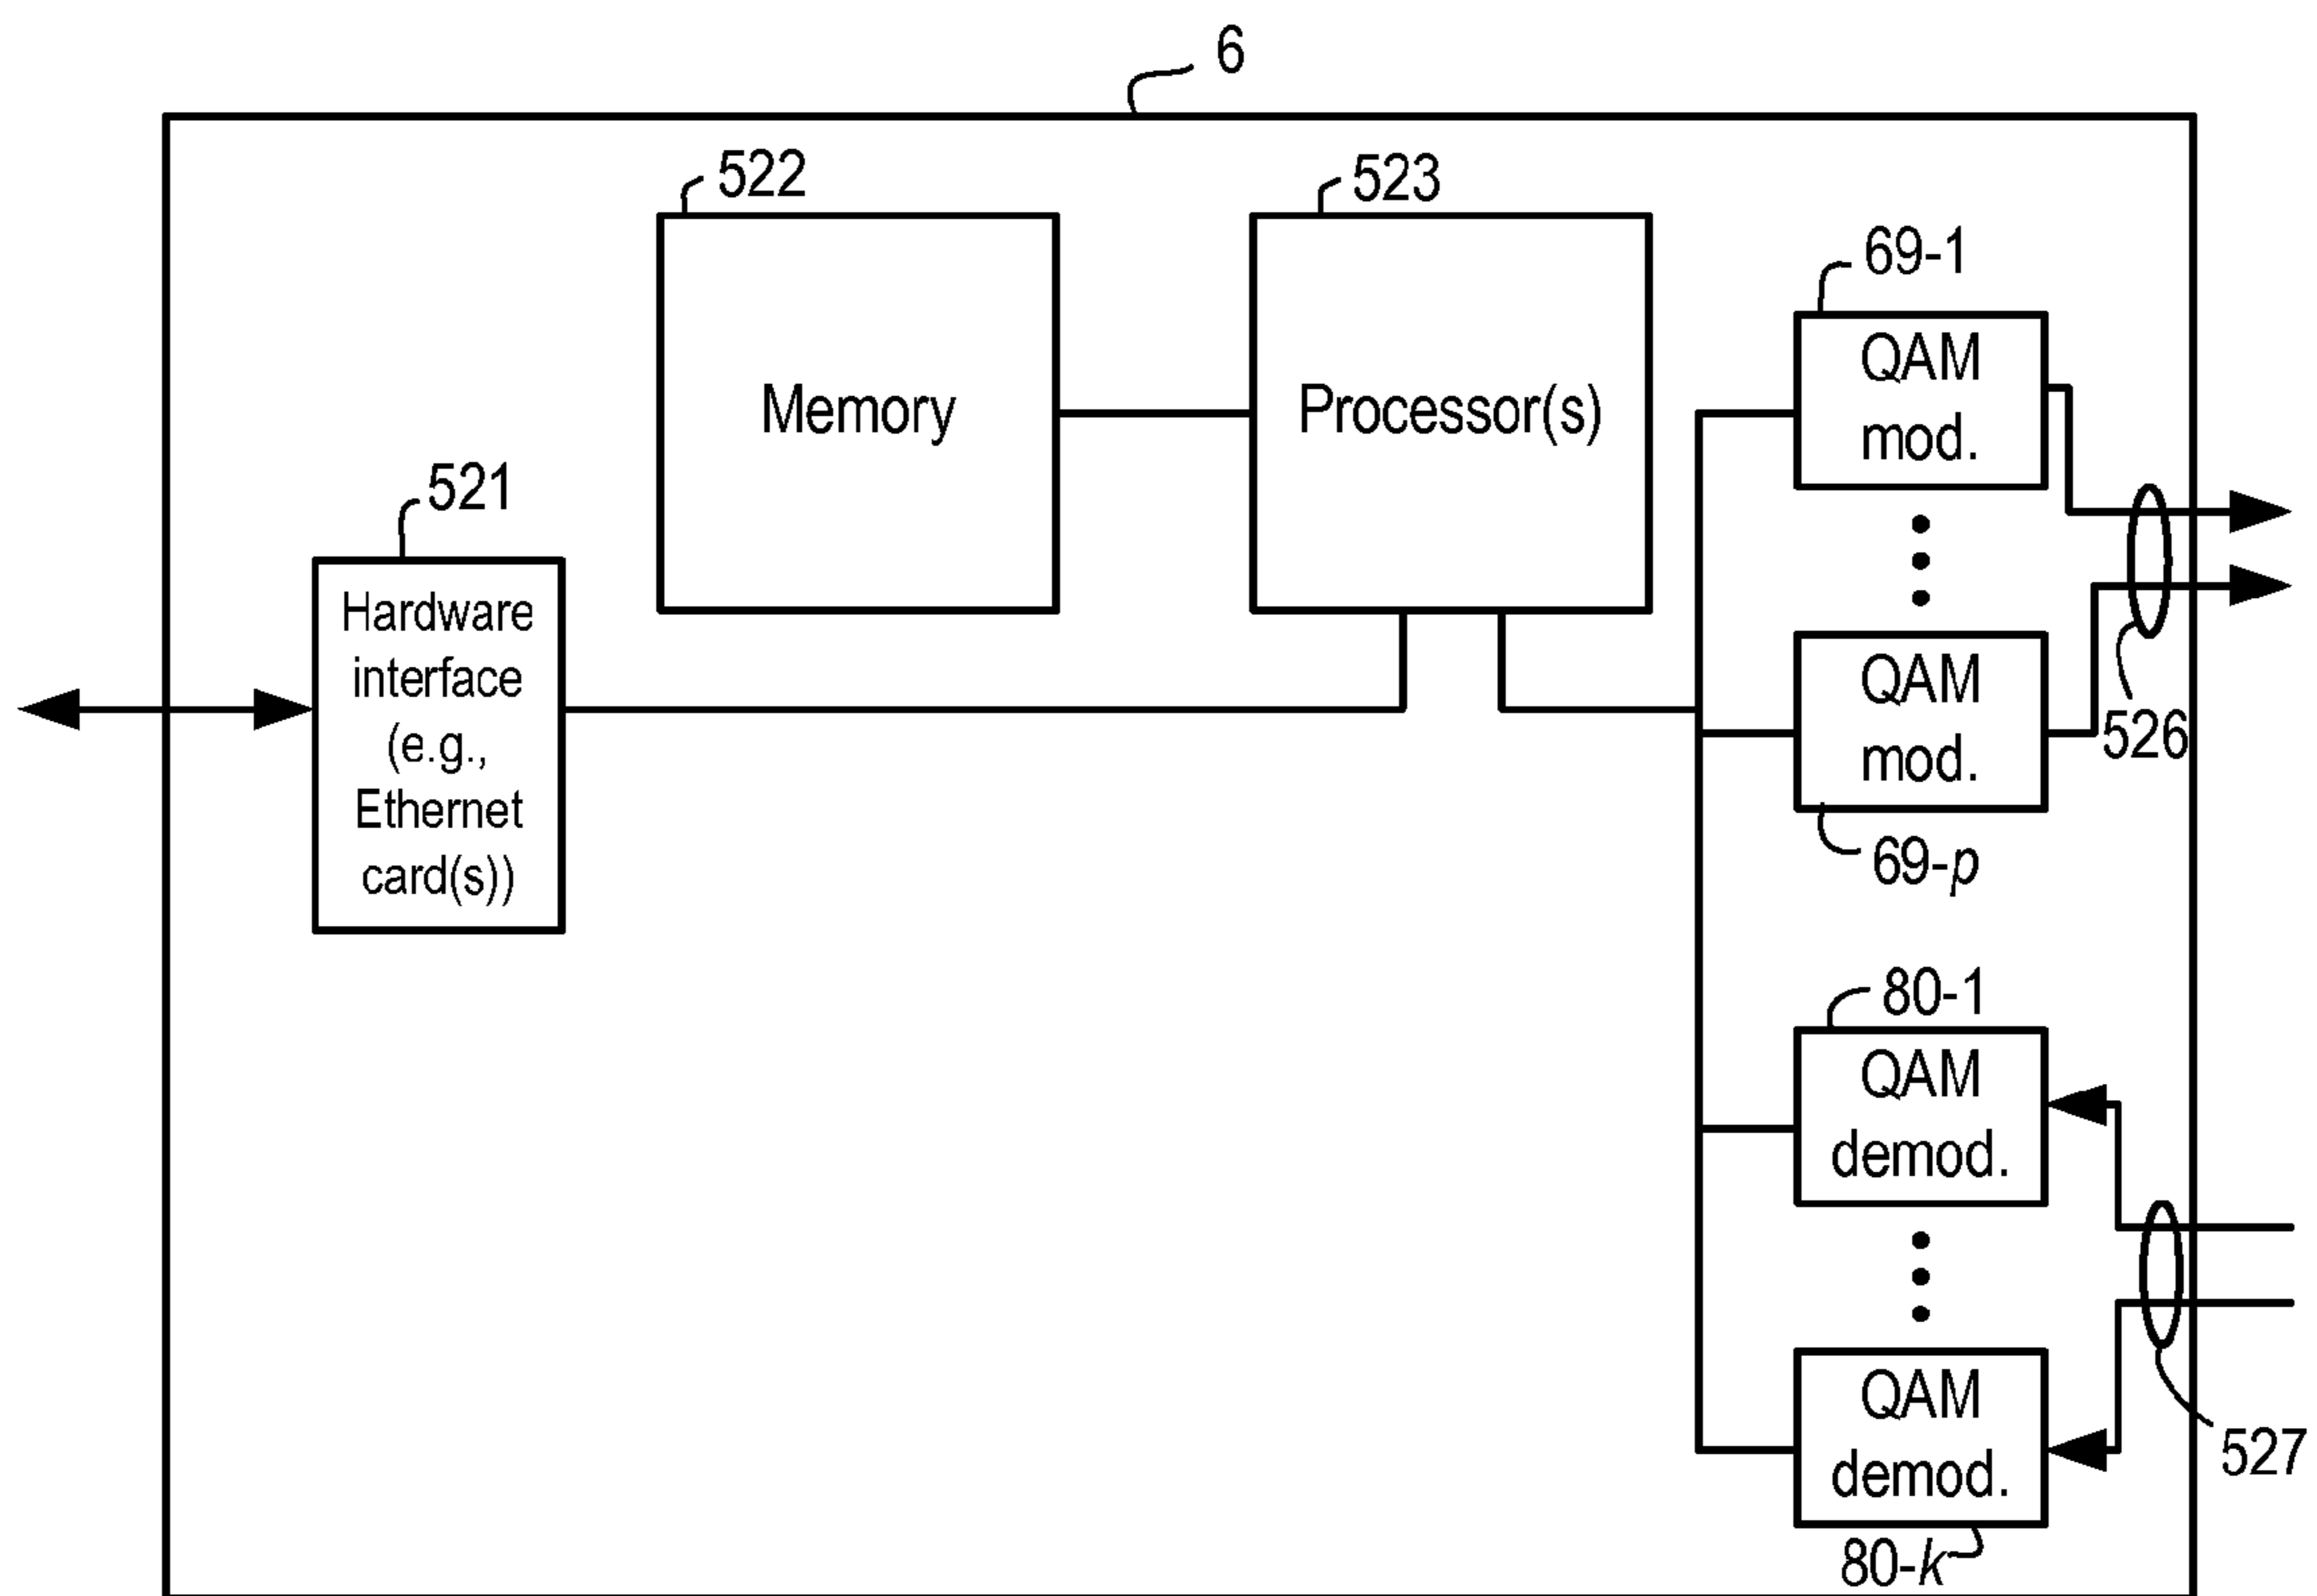 6
522
523
69-1
QAM
mod.
Memory
Processor(s)
521
Hardware
interface
(e.g.,
Ethernet
card(s))
QAM
mod.
526
69-p
80-1
QAM
demod.
QAM
demod.
527
80-k